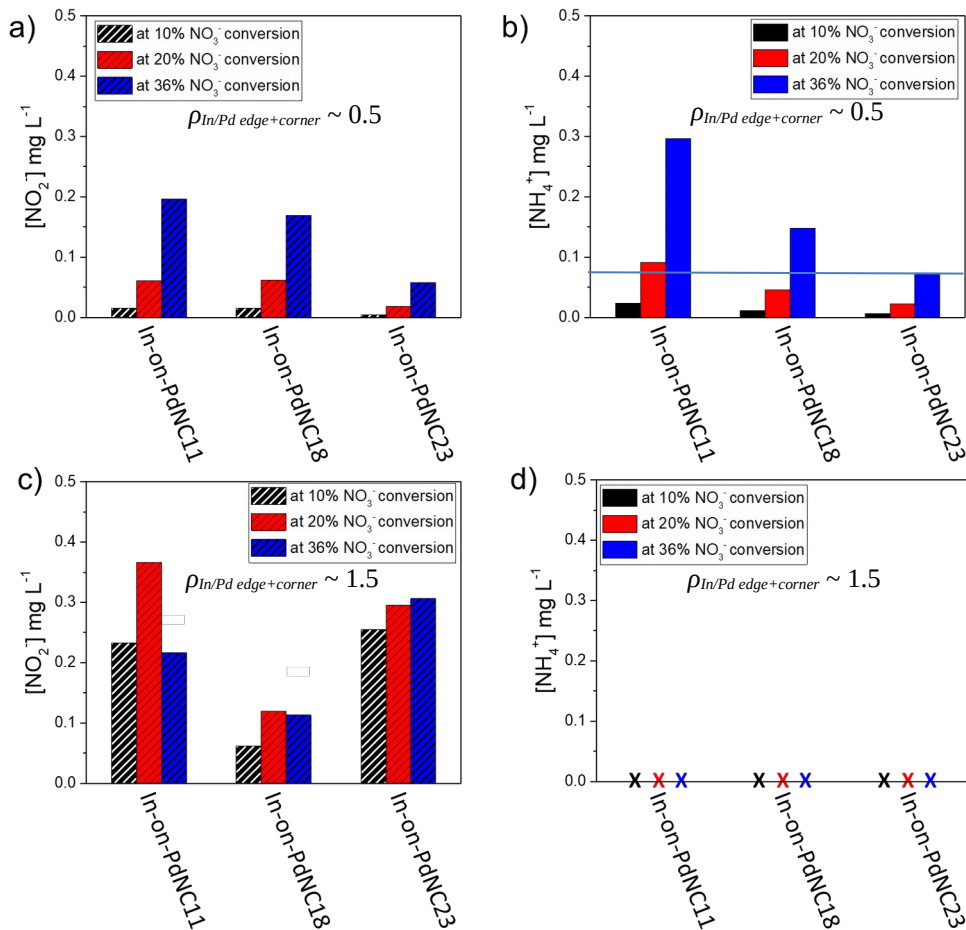 a)
at 10% NO₃⁻ conversion
at 20% NO₃⁻ conversion
at 36% NO₃⁻ conversion
ρIn/Pd edge+corner ~ 0.5
[NO₂⁻] mg L⁻¹
0.5
0.4
0.3
0.2
0.1
0.0
In-on-PdNC11
In-on-PdNC18
In-on-PdNC23
b)
at 10% NO₃⁻ conversion
at 20% NO₃⁻ conversion
at 36% NO₃⁻ conversion
ρIn/Pd edge+corner ~ 0.5
[NH₄⁺] mg L⁻¹
0.5
0.4
0.3
0.2
0.1
0.0
In-on-PdNC11
In-on-PdNC18
In-on-PdNC23
c)
at 10% NO₃⁻ conversion
at 20% NO₃⁻ conversion
at 36% NO₃⁻ conversion
ρIn/Pd edge+corner ~ 1.5
[NO₂⁻] mg L⁻¹
0.5
0.4
0.3
0.2
0.1
0.0
In-on-PdNC11
In-on-PdNC18
In-on-PdNC23
d)
at 10% NO₃⁻ conversion
at 20% NO₃⁻ conversion
at 36% NO₃⁻ conversion
ρIn/Pd edge+corner ~ 1.5
[NH₄⁺] mg L⁻¹
0.5
0.4
0.3
0.2
0.1
0.0
X X X X X X X X X
In-on-PdNC11
In-on-PdNC18
In-on-PdNC23